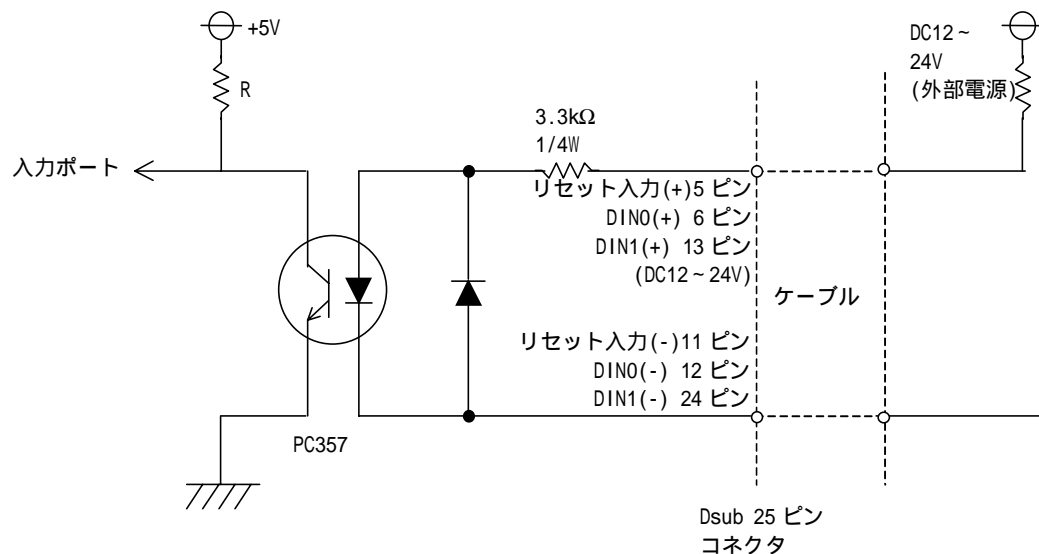 +5V
R
入力ポート
3.3kΩ
1/4W
DC12~
24V
(外部電源)
リセット入力(+)5 ピン
DIN0(+) 6 ピン
DIN1(+) 13 ピン
(DC12~24V)
ケーブル
リセット入力(-)11 ピン
DIN0(-) 12 ピン
DIN1(-) 24 ピン
PC357
Dsub 25 ピン
コネクタ